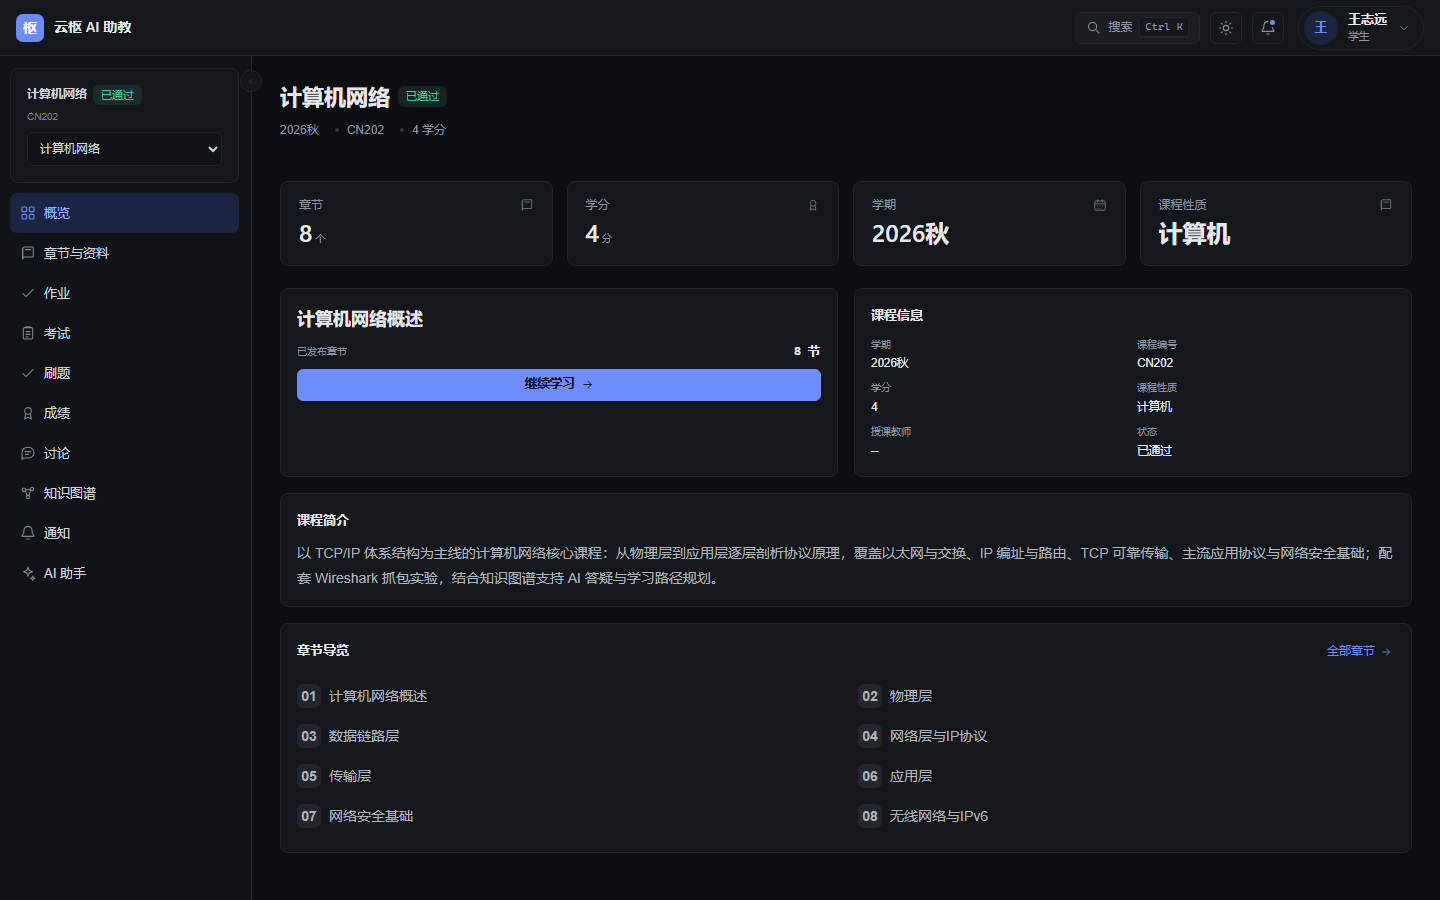 枢 云枢 AI 助教
搜索 Ctrl K
王
王志远
学生
计算机网络 已通过
CN202
计算机网络
概览
章节与资料
作业
考试
刷题
成绩
讨论
知识图谱
通知
AI 助手
计算机网络 已通过
2026秋 • CN202 • 4 学分
章节
8 个
学分
4 分
学期
2026秋
课程性质
计算机
计算机网络概述
已发布章节 8 节
继续学习 →
课程信息
学期 课程编号
2026秋 CN202
学分 课程性质
4 计算机
授课教师 状态
— 已通过
课程简介
以 TCP/IP 体系结构为主线的计算机网络核心课程：从物理层到应用层逐层剖析协议原理，覆盖以太网与交换、IP 编址与路由、TCP 可靠传输、主流应用协议与网络安全基础；配
套 Wireshark 抓包实验，结合知识图谱支持 AI 答疑与学习路径规划。
章节导览 全部章节 →
01 计算机网络概述 02 物理层
03 数据链路层 04 网络层与IP协议
05 传输层 06 应用层
07 网络安全基础 08 无线网络与IPv6